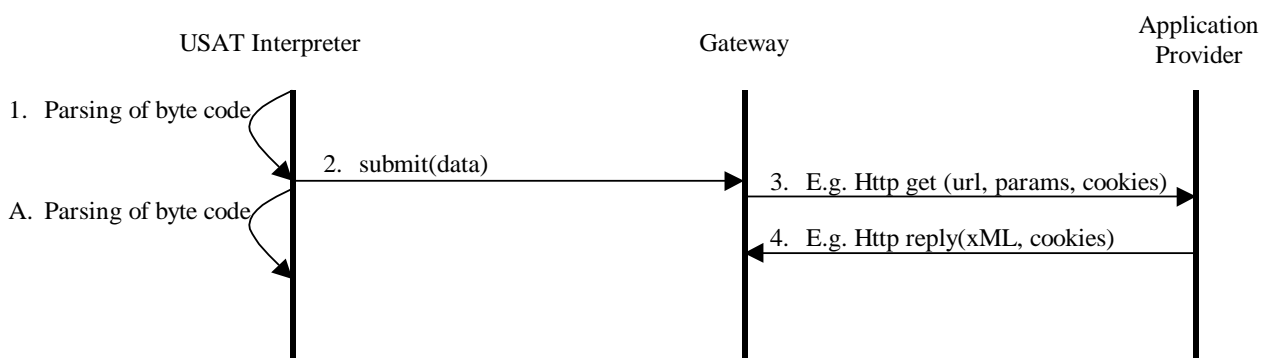 Application
USAT Interpreter Gateway Provider
1. Parsing of byte code
2. submit(data)
3. E.g. Http get (url, params, cookies)
A. Parsing of byte code
4. E.g. Http reply(xML, cookies)